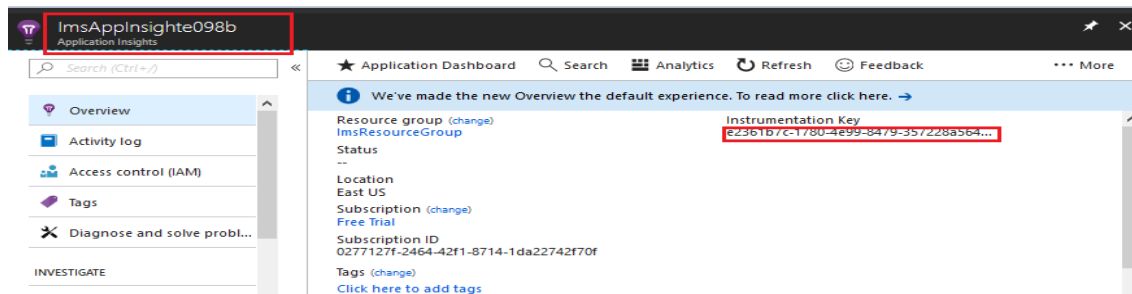 ImsAppInsighte098b
Application Insights
Search (Ctrl+/)
«
Application Dashboard Search Analytics Refresh Feedback ··· More
Overview
Activity log
Access control (IAM)
Tags
Diagnose and solve probl...
INVESTIGATE
We've made the new Overview the default experience. To read more click here. →
Resource group (change)
ImsResourceGroup
Status
--
Location
East US
Subscription (change)
Free Trial
Subscription ID
0277127f-2464-42f1-8714-1da22742f70f
Tags (change)
Click here to add tags
Instrumentation Key
e2361b7c-1780-4e99-8479-357228a564...